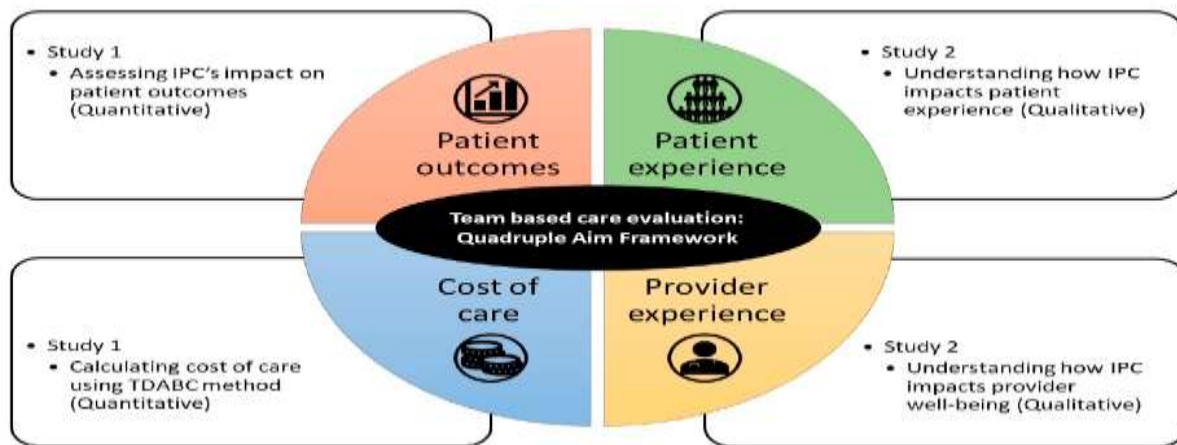 • Study 1
• Assessing IPC's impact on
patient outcomes
(Quantitative)
Patient
outcomes
Patient
experience
• Study 2
• Understanding how IPC
impacts patient
experience (Qualitative)
Team based care evaluation:
Quadruple Aim Framework
• Study 1
• Calculating cost of care
using TDABC method
(Quantitative)
Cost of
care
Provider
experience
• Study 2
• Understanding how IPC
impacts provider
well-being (Qualitative)